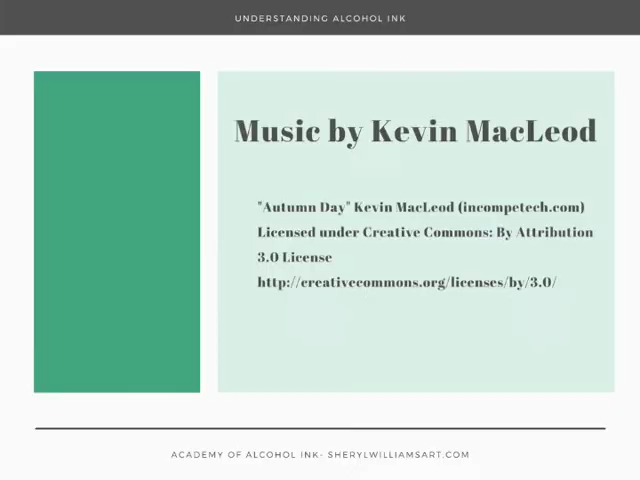 UNDERSTANDING ALCOHOL INK
Music by Kevin MacLeod
"Autumn Day" Kevin MacLeod (incompetech.com)
Licensed under Creative Commons: By Attribution
3.0 License
http://creativecommons.org/licenses/by/3.0/
ACADEMY OF ALCOHOL INK- SHERYLWILLIAMSART.COM